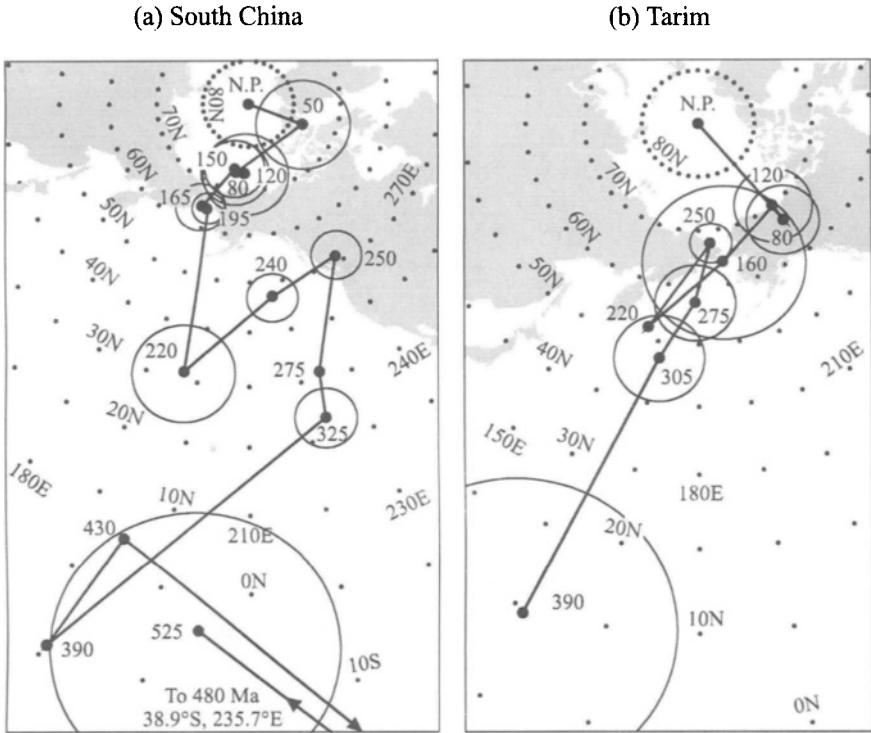 (a) South China
N.P.
50
80N
70N
150
80
120
60N
165
195
270E
50N
250
40N
240
30N
220
275
240E
20N
325
180E
10N
230E
430
210E
0N
525
390
10S
To 480 Ma
38.9°S, 235.7°E
(b) Tarim
N.P.
80N
70N
120
60N
250
80
50N
160
220
275
40N
305
210E
150E
30N
180E
20N
390
10N
0N